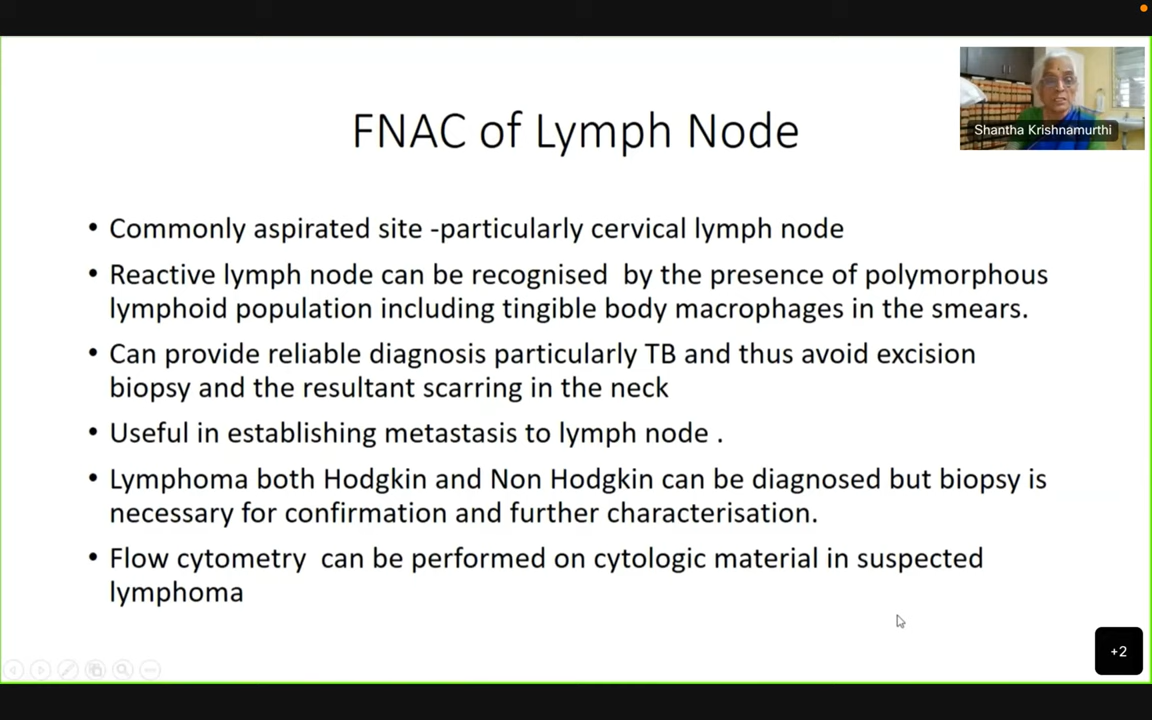 Shantha Krishnamurthi
FNAC of Lymph Node
• Commonly aspirated site -particularly cervical lymph node
• Reactive lymph node can be recognised  by the presence of polymorphous
lymphoid population including tingible body macrophages in the smears.
• Can provide reliable diagnosis particularly TB and thus avoid excision
biopsy and the resultant scarring in the neck
• Useful in establishing metastasis to lymph node .
• Lymphoma both Hodgkin and Non Hodgkin can be diagnosed but biopsy is
necessary for confirmation and further characterisation.
• Flow cytometry  can be performed on cytologic material in suspected
lymphoma
+2